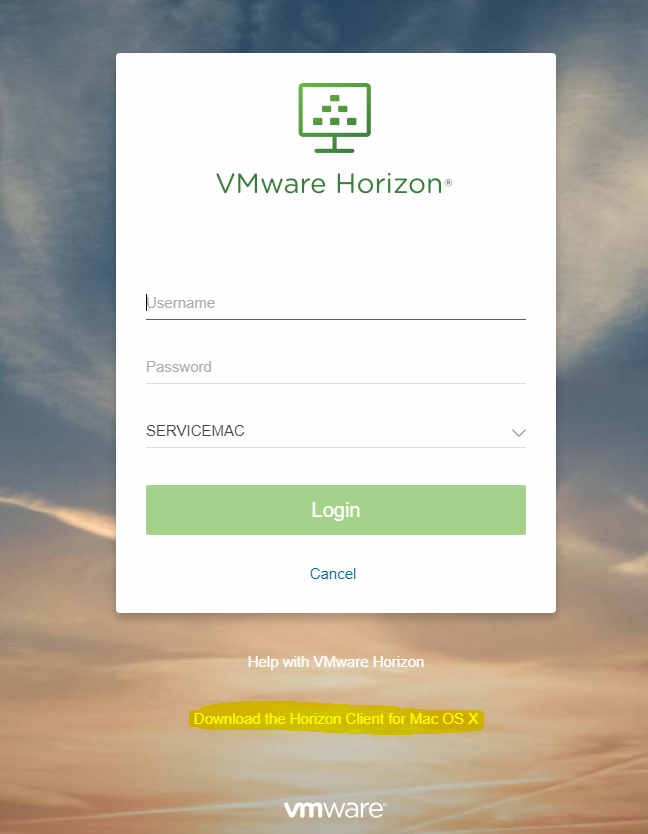 VMware Horizon®
Username
Password
SERVICEMAC
Login
Cancel
Help with VMware Horizon
Download the Horizon Client for Mac OS X
vmware®